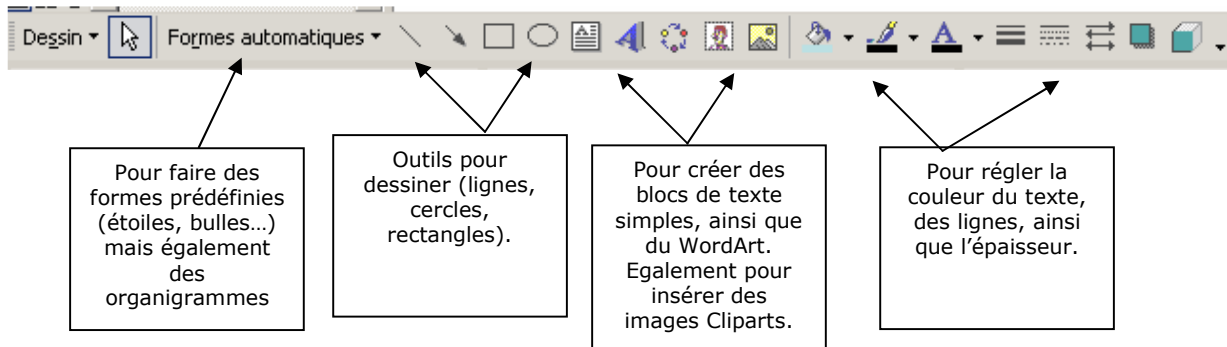 Dessin Formes automatiques
Pour faire des
formes prédéfinies
(étoiles, bulles…)
mais également
des
organigrammes
Outils pour
dessiner (lignes,
cercles,
rectangles).
Pour créer des
blocs de texte
simples, ainsi que
du WordArt.
Egalement pour
insérer des
images Cliparts.
Pour régler la
couleur du texte,
des lignes, ainsi
que l’épaisseur.